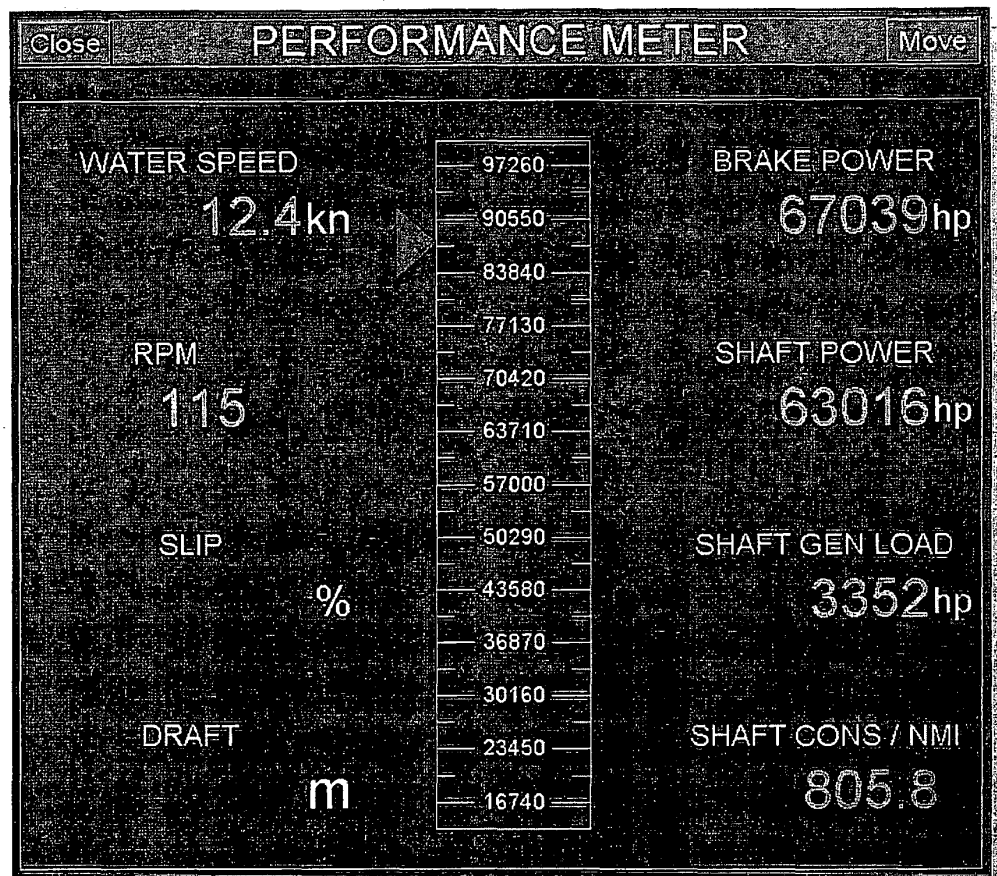 Close PERFORMANCE METER Move
WATER SPEED
12.4kn
RPM
115
SLIP
%
DRAFT
m
97260
90550
83840
77130
70420
63710
57000
50290
43580
36870
30160
23450
16740
BRAKE POWER
67039hp
SHAFT POWER
63016hp
SHAFT GEN LOAD
3352hp
SHAFT CONS / NMI
805.8